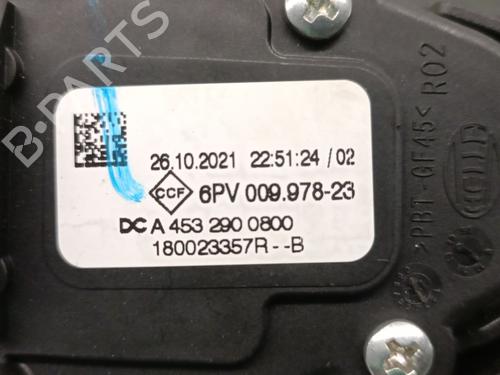 26.10.2021 22:51:24 / 02
CCF 6PV 009.978-23
DC A 453 290 0800
180023357R--B
>PBT-GF45< R02
HELLA
B-PARTS